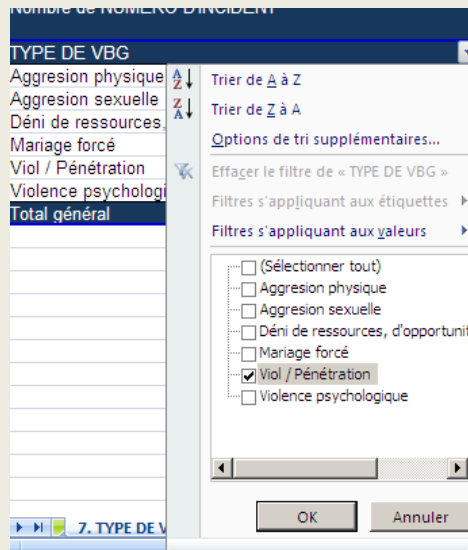 Nombre de NUMERO D'INCIDENT
TYPE DE VBG
Aggresion physique
Aggresion sexuelle
Déni de ressources,
Mariage forcé
Viol / Pénétration
Violence psychologi
Total général
Trier de A à Z
Trier de Z à A
Options de tri supplémentaires...
Effacer le filtre de « TYPE DE VBG »
Filtres s'appliquant aux étiquettes
Filtres s'appliquant aux valeurs
(Sélectionner tout)
Aggresion physique
Aggresion sexuelle
Déni de ressources, d'opportunit
Mariage forcé
Viol / Pénétration
Violence psychologique
OK Annuler
7. TYPE DE V